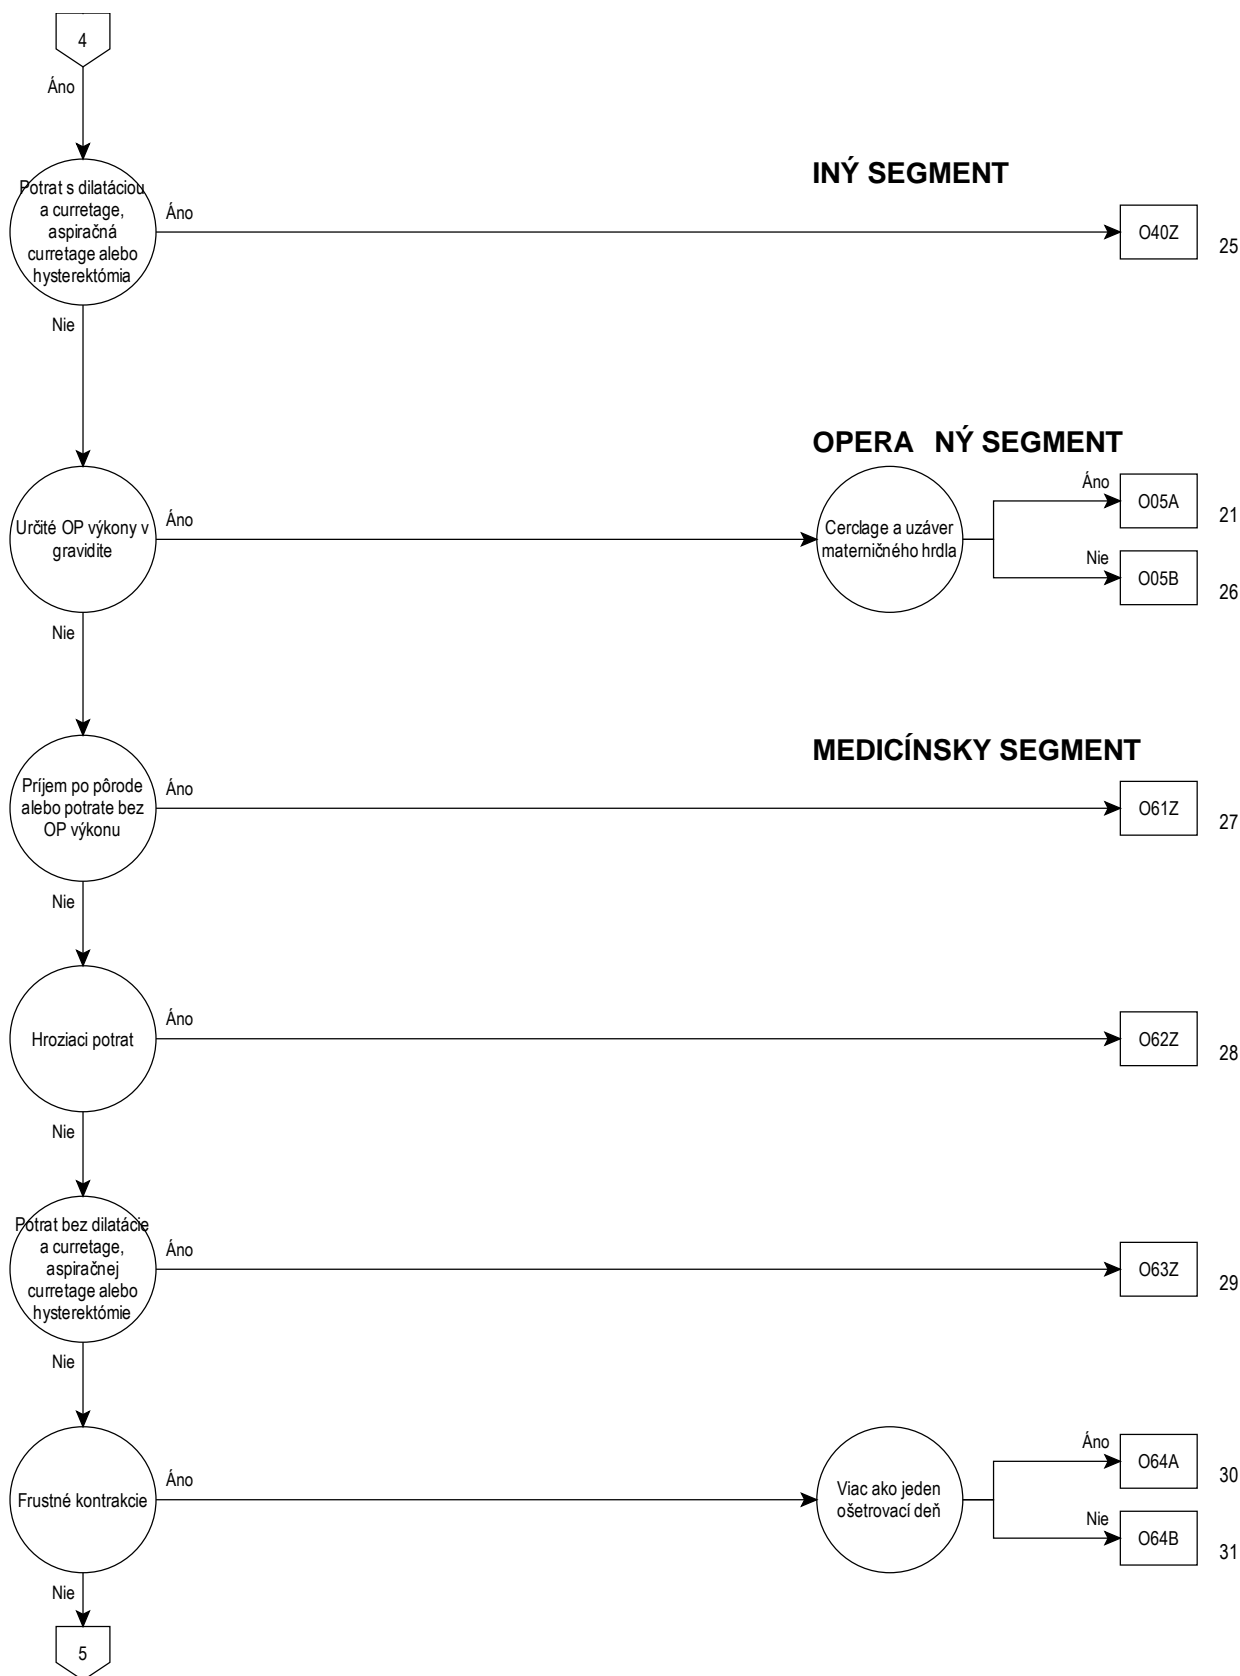 4
Áno
INÝ SEGMENT
Potrat s dilatáciou
a curretage,
aspiračná
curretage alebo
hysterektómia
Áno
O40Z
25
Nie
OPERA NÝ SEGMENT
Určité OP výkony v
gravidite
Áno
Cerclage a uzáver
materničného hrdla
Áno
O05A
21
Nie
O05B
26
Nie
MEDICÍNSKY SEGMENT
Príjem po pôrode
alebo potrate bez
OP výkonu
Áno
O61Z
27
Nie
Hroziaci potrat
Áno
O62Z
28
Nie
Potrat bez dilatácie
a curretage,
aspiračnej
curretage alebo
hysterektómie
Áno
O63Z
29
Nie
Frustné kontrakcie
Áno
Viac ako jeden
ošetrovací deň
Áno
O64A
30
Nie
O64B
31
Nie
5